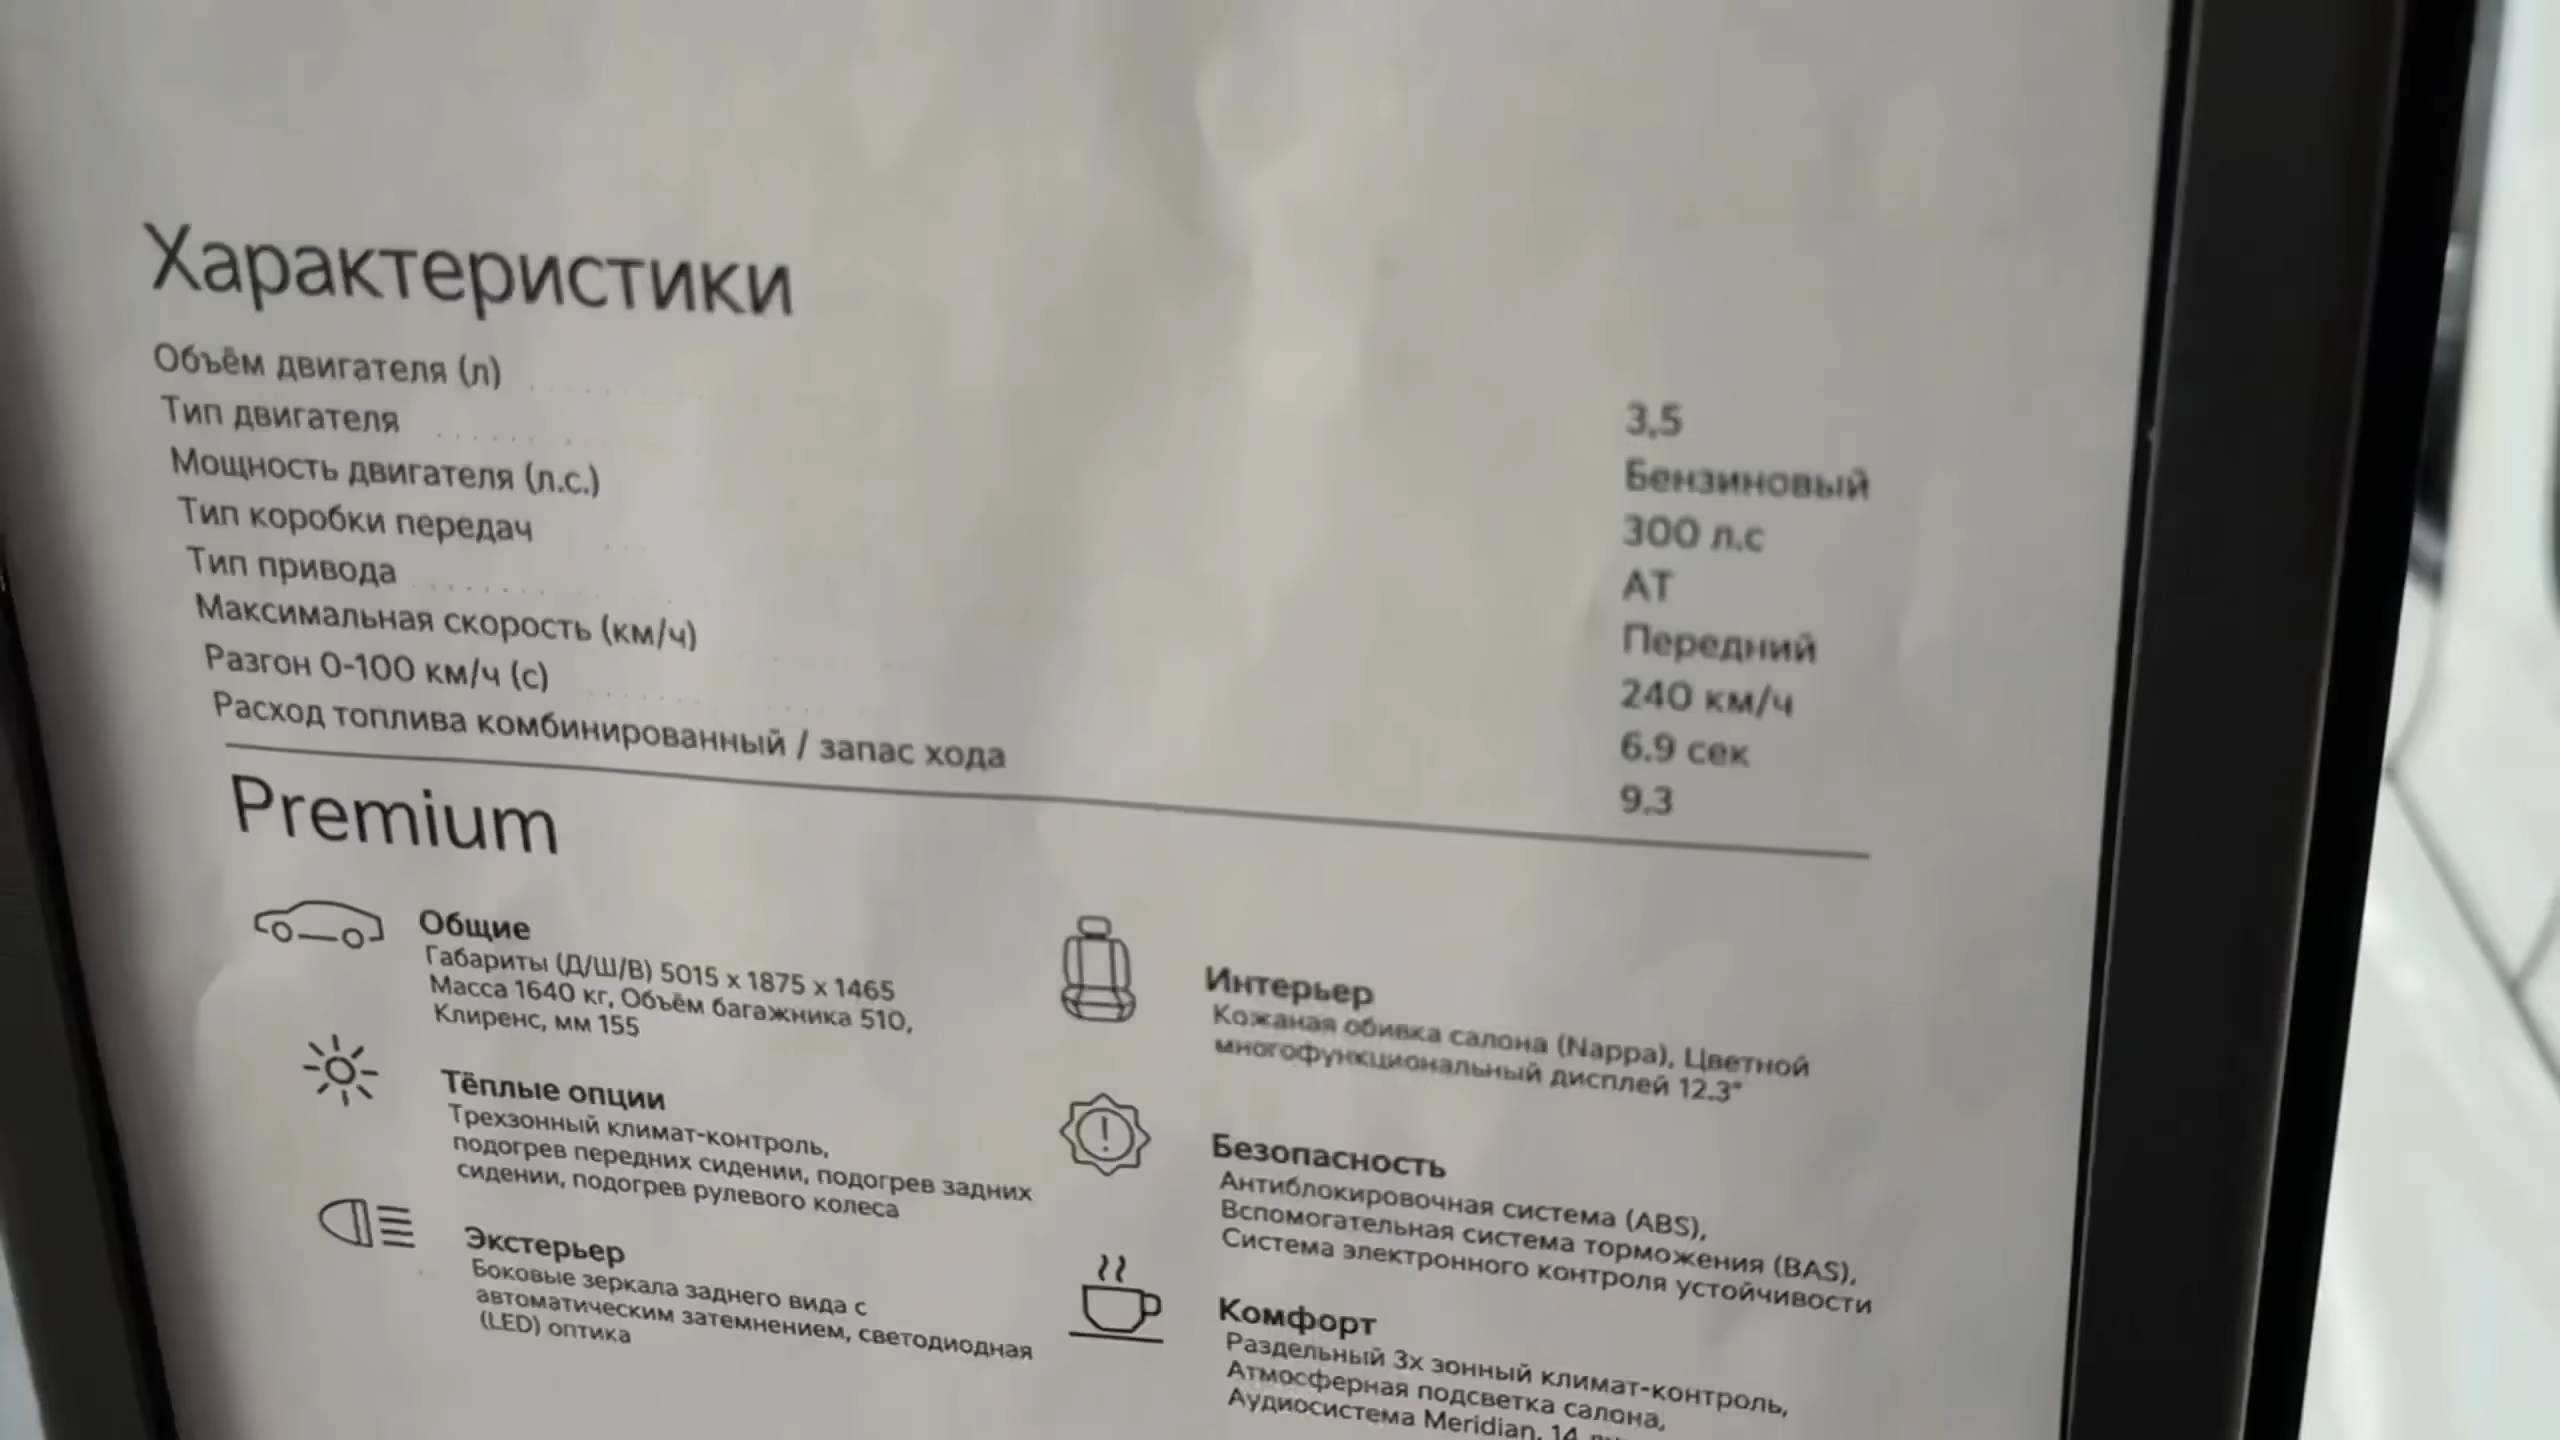 Характеристики
Объём двигателя (л) 3,5
Тип двигателя Бензиновый
Мощность двигателя (л.с.) 300 л.с
Тип коробки передач AT
Тип привода Передний
Максимальная скорость (км/ч) 240 км/ч
Разгон 0-100 км/ч (с) 6.9 сек
Расход топлива комбинированный / запас хода 9.3
Premium
Общие
Габариты (Д/Ш/В) 5015 x 1875 x 1465
Масса 1640 кг, Объём багажника 510,
Клиренс, мм 155
Тёплые опции
Трехзонный климат-контроль,
подогрев передних сидении, подогрев задних
сидении, подогрев рулевого колеса
Экстерьер
Боковые зеркала заднего вида с
автоматическим затемнением, светодиодная
(LED) оптика
Интерьер
Кожаная обивка салона (Nappa), Цветной
многофункциональный дисплей 12.3"
Безопасность
Антиблокировочная система (ABS),
Вспомогательная система торможения (BAS),
Система электронного контроля устойчивости
Комфорт
Раздельный 3х зонный климат-контроль,
Атмосферная подсветка салона,
Аудиосистема Meridian, 14